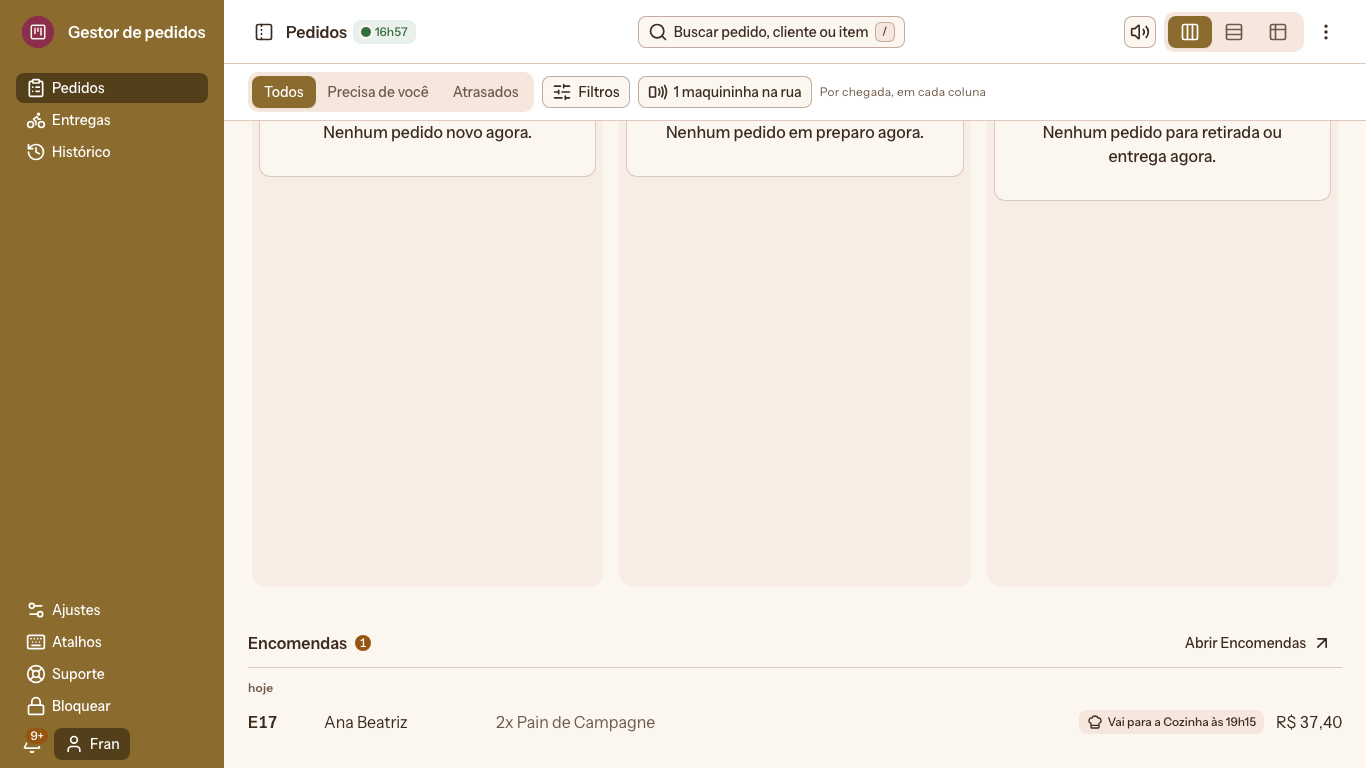 Gestor de pedidos
Pedidos
Entregas
Histórico
Ajustes
Atalhos
Suporte
Bloquear
9+
Fran
Pedidos
16h57
Buscar pedido, cliente ou item /
Todos
Precisa de você
Atrasados
Filtros
1 maquininha na rua
Por chegada, em cada coluna
Nenhum pedido novo agora.
Nenhum pedido em preparo agora.
Nenhum pedido para retirada ou
entrega agora.
Encomendas 1
Abrir Encomendas
hoje
E17 Ana Beatriz 2x Pain de Campagne Vai para a Cozinha às 19h15 R$ 37,40